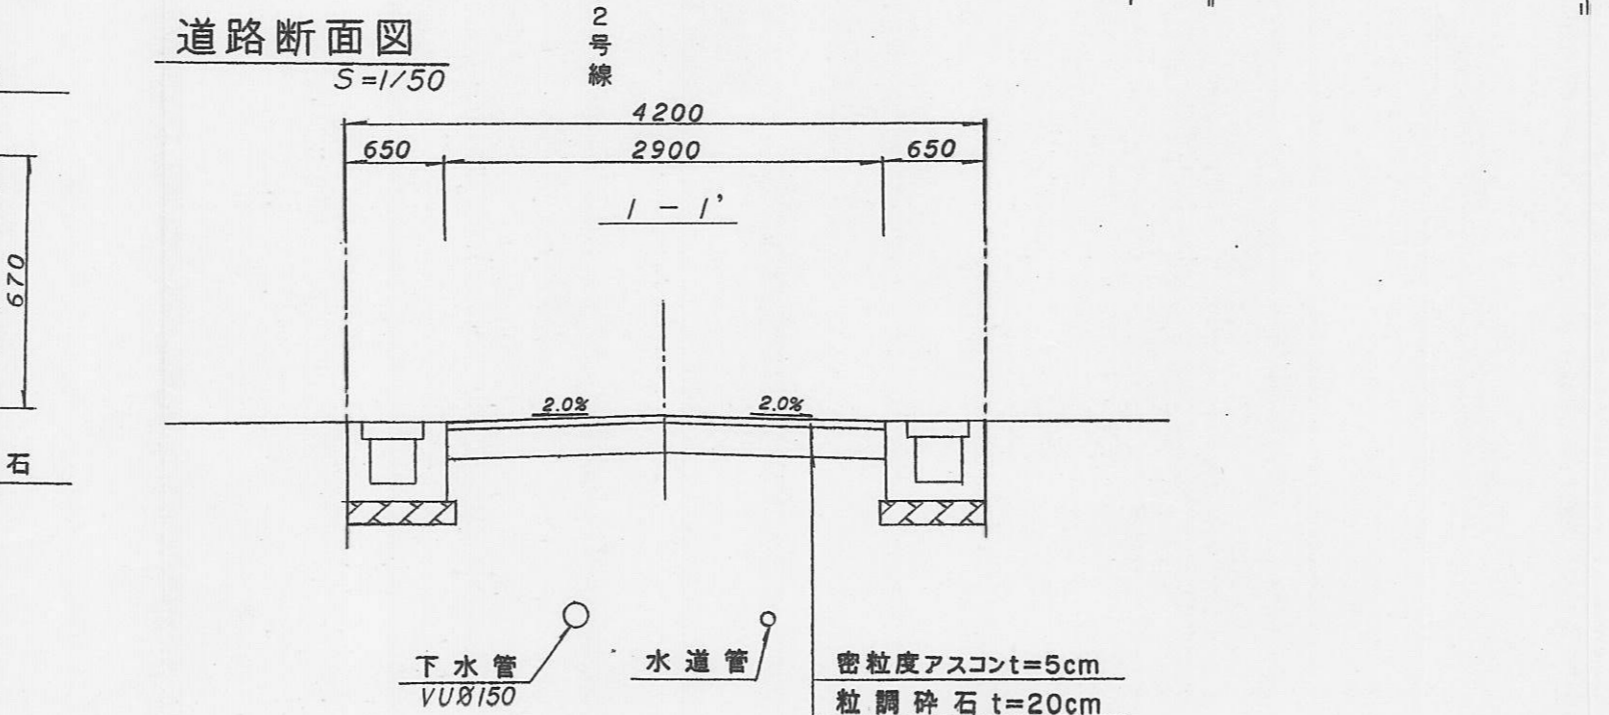 道路断面図
S=1/50
2号線
4200
650
2900
650
1 - 1'
670
2.0%
2.0%
石
下水管
VUØ150
水道管
密粒度アスコンt=5cm
粒調砕石 t=20cm